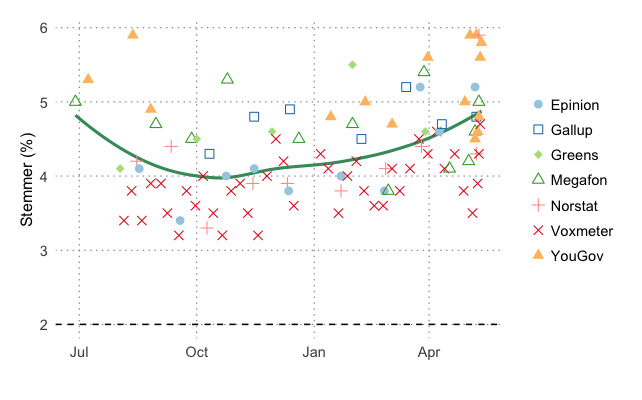 6
5
4
3
2
Stemmer (%)
Jul
Oct
Jan
Apr
Epinion
Gallup
Greens
Megafon
Norstat
Voxmeter
YouGov